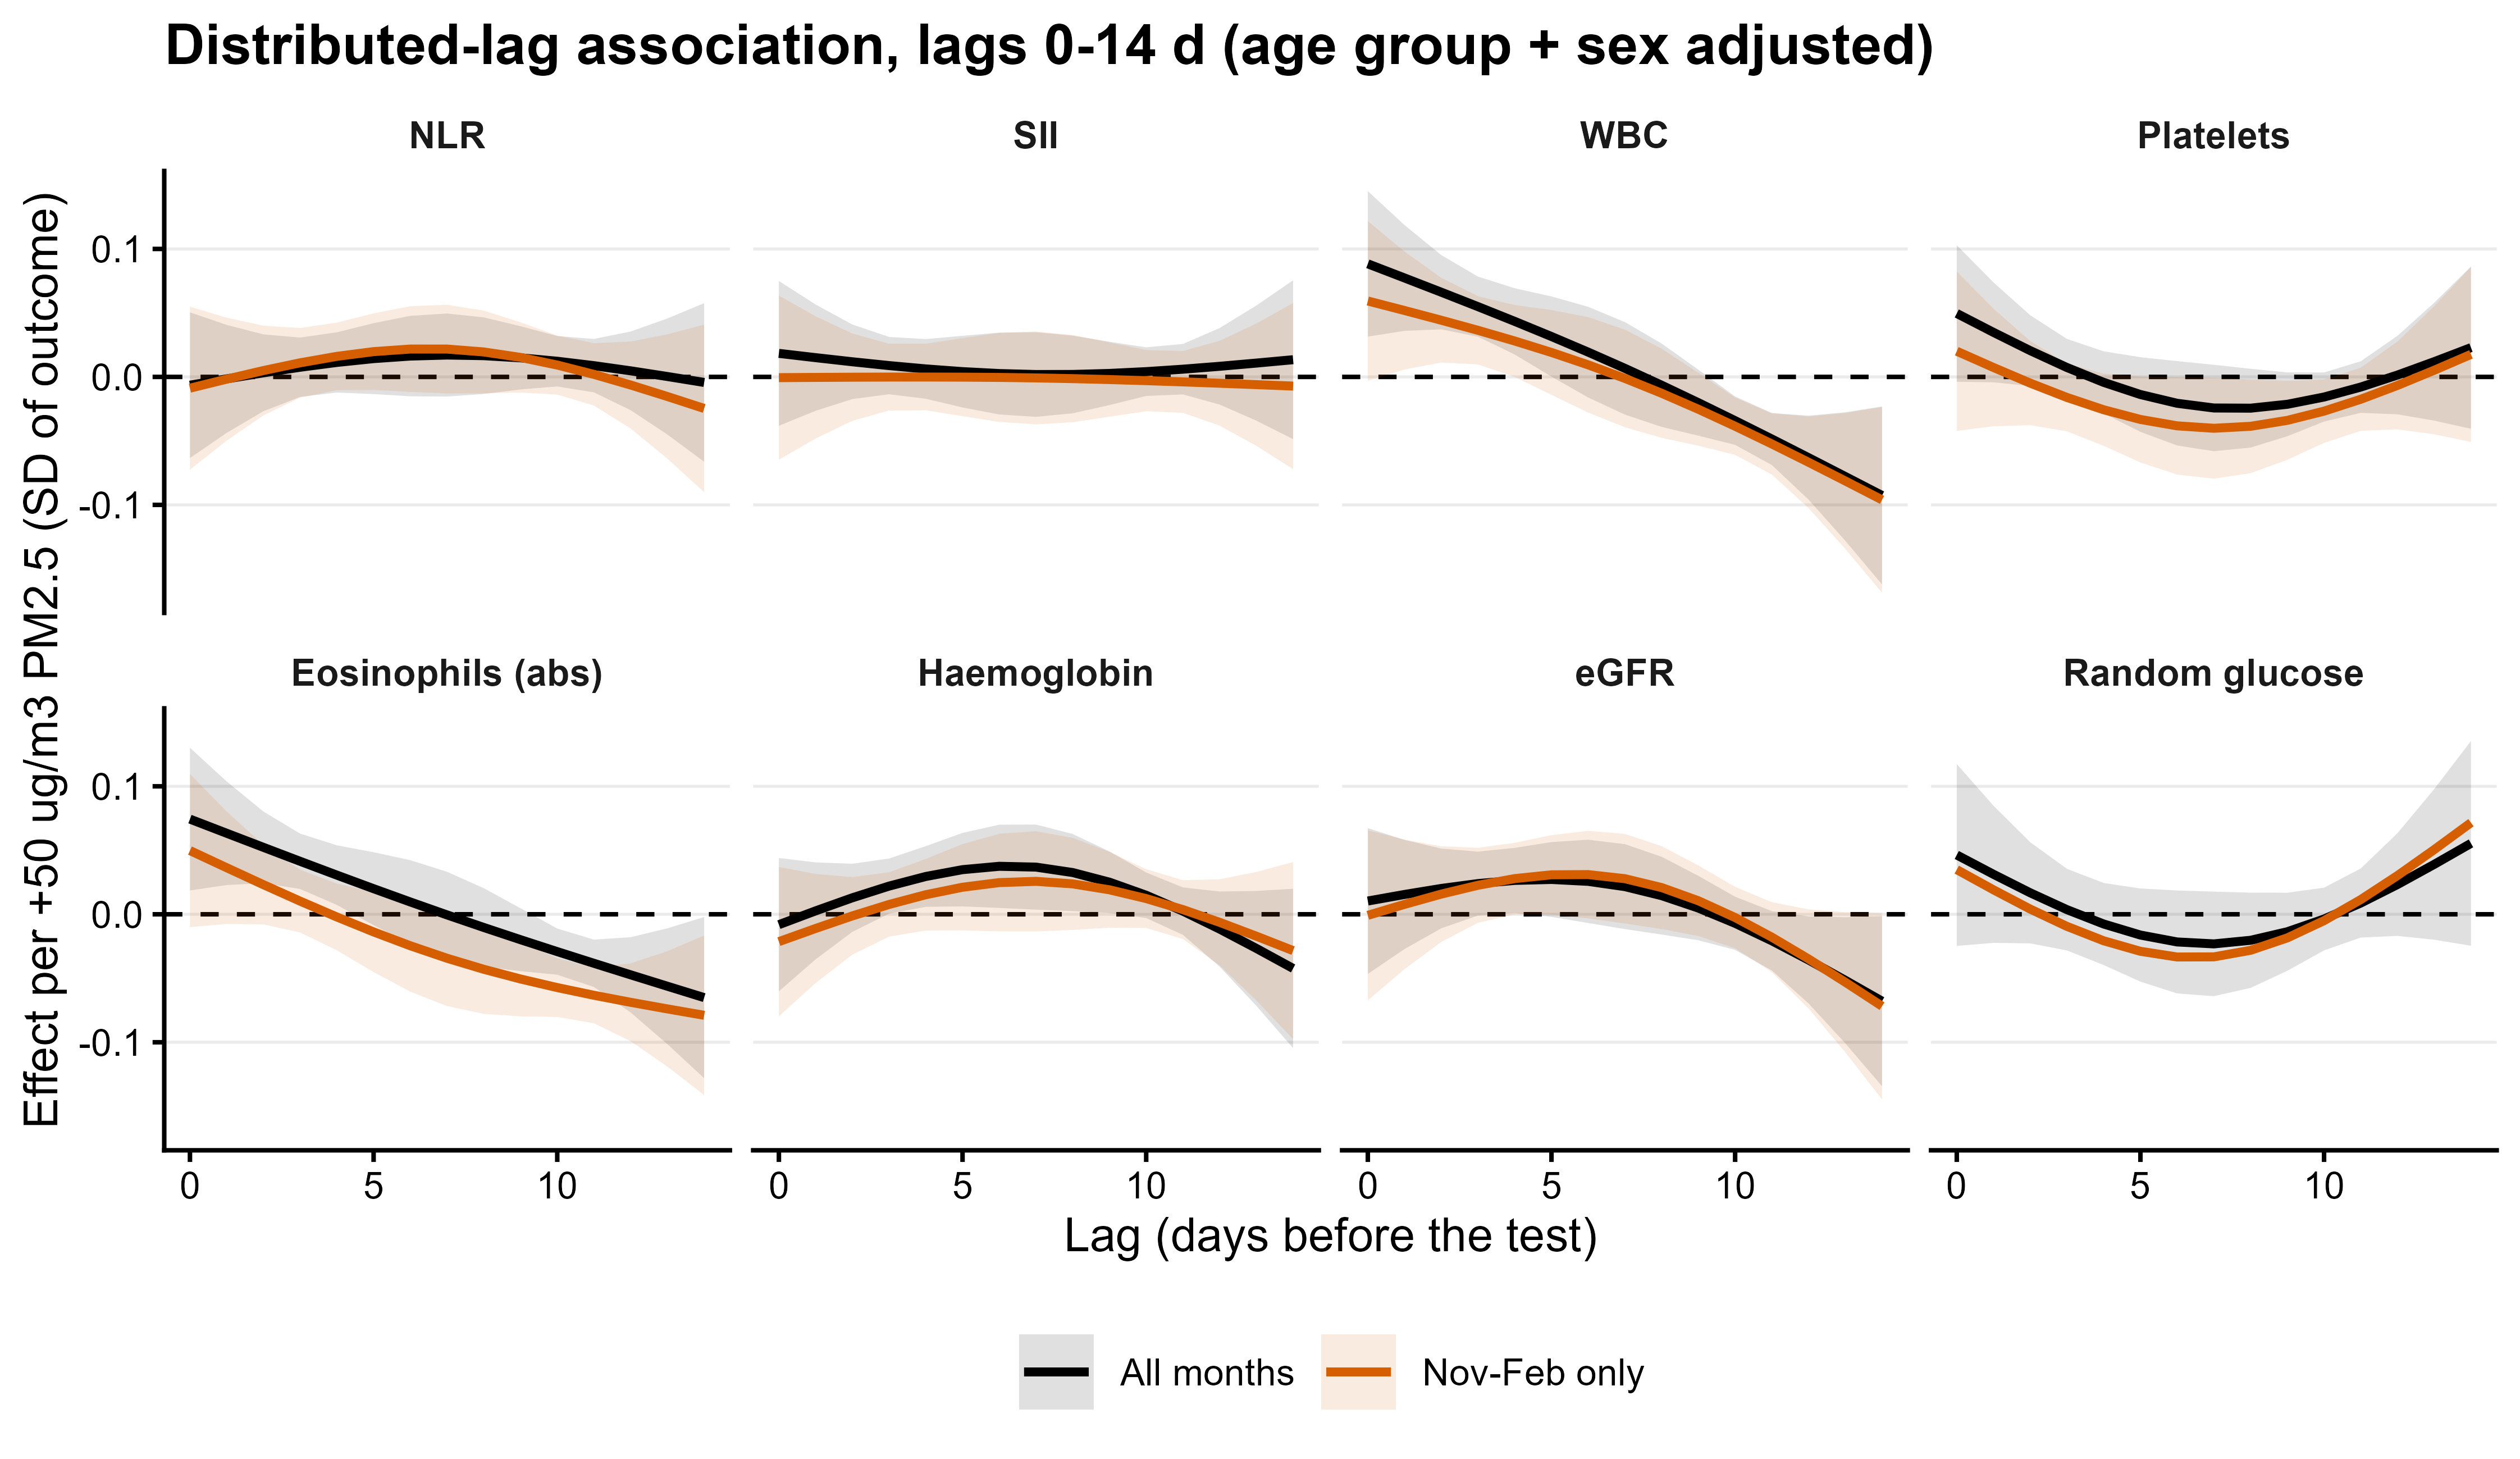 Distributed-lag association, lags 0-14 d (age group + sex adjusted)
NLR
SII
WBC
Platelets
0.1
0.0
-0.1
Effect per +50 ug/m3 PM2.5 (SD of outcome)
Eosinophils (abs)
Haemoglobin
eGFR
Random glucose
0.1
0.0
-0.1
0 5 10
0 5 10
0 5 10
0 5 10
Lag (days before the test)
All months
Nov-Feb only